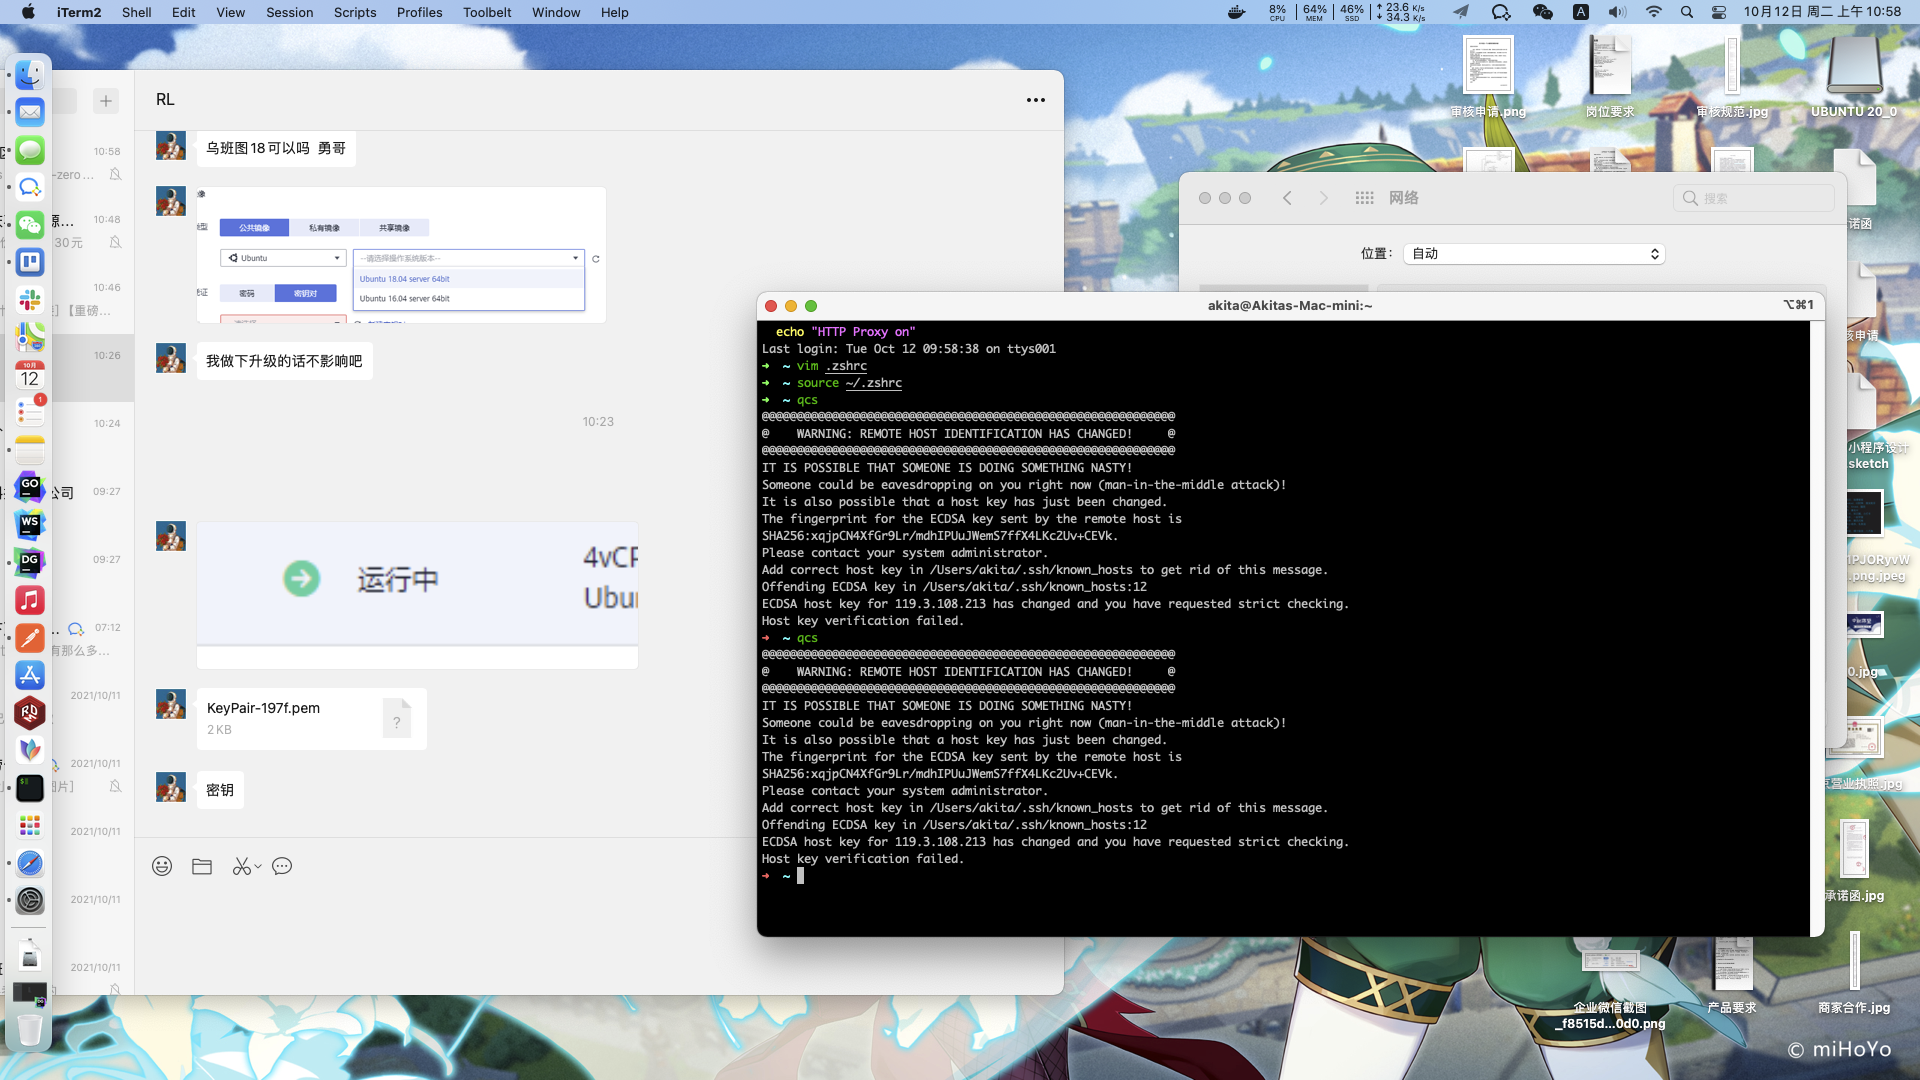 iTerm2 Shell Edit View Session Scripts Profiles Toolbelt Window Help
8% CPU 64% MEM 46% SSD 23.6 K/s 34.3 K/s A 10月12日 周二 上午10:58
RL
乌班图18可以吗 勇哥
公共镜像 私有镜像 共享镜像
Ubuntu --请选择操作系统版本--
Ubuntu 18.04 server 64bit
密码 密钥对
Ubuntu 16.04 server 64bit
我做下升级的话不影响吧
10:23
运行中
4vCP
Ubu
KeyPair-197f.pem
2 KB
密钥
10:58
-zero...
源...
10:48
30元
10:46
【重磅...
10:26
10月
12
1
10:24
公司
09:27
GO
WS
DG
09:27
07:12
有那么多...
2021/10/11
2021/10/11
片]
2021/10/11
2021/10/11
2021/10/11
网络
搜索
位置: 自动
akita@Akitas-Mac-mini:~
⌥⌘1
echo "HTTP Proxy on"
Last login: Tue Oct 12 09:58:38 on ttys001
➜ ~ vim .zshrc
➜ ~ source ~/.zshrc
➜ ~ qcs
@@@@@@@@@@@@@@@@@@@@@@@@@@@@@@@@@@@@@@@@@@@@@@@@@@@@@@@@@@@
@    WARNING: REMOTE HOST IDENTIFICATION HAS CHANGED!     @
@@@@@@@@@@@@@@@@@@@@@@@@@@@@@@@@@@@@@@@@@@@@@@@@@@@@@@@@@@@
IT IS POSSIBLE THAT SOMEONE IS DOING SOMETHING NASTY!
Someone could be eavesdropping on you right now (man-in-the-middle attack)!
It is also possible that a host key has just been changed.
The fingerprint for the ECDSA key sent by the remote host is
SHA256:xqjpCN4XfGr9Lr/mdhIPUuJWemS7ffX4LKc2Uv+CEVk.
Please contact your system administrator.
Add correct host key in /Users/akita/.ssh/known_hosts to get rid of this message.
Offending ECDSA key in /Users/akita/.ssh/known_hosts:12
ECDSA host key for 119.3.108.213 has changed and you have requested strict checking.
Host key verification failed.
➜ ~ qcs
@@@@@@@@@@@@@@@@@@@@@@@@@@@@@@@@@@@@@@@@@@@@@@@@@@@@@@@@@@@
@    WARNING: REMOTE HOST IDENTIFICATION HAS CHANGED!     @
@@@@@@@@@@@@@@@@@@@@@@@@@@@@@@@@@@@@@@@@@@@@@@@@@@@@@@@@@@@
IT IS POSSIBLE THAT SOMEONE IS DOING SOMETHING NASTY!
Someone could be eavesdropping on you right now (man-in-the-middle attack)!
It is also possible that a host key has just been changed.
The fingerprint for the ECDSA key sent by the remote host is
SHA256:xqjpCN4XfGr9Lr/mdhIPUuJWemS7ffX4LKc2Uv+CEVk.
Please contact your system administrator.
Add correct host key in /Users/akita/.ssh/known_hosts to get rid of this message.
Offending ECDSA key in /Users/akita/.ssh/known_hosts:12
ECDSA host key for 119.3.108.213 has changed and you have requested strict checking.
Host key verification failed.
➜ ~
审核申请.png 岗位要求 审核规范.jpg UBUNTU 20_0
诺函
核申请
小程序设计
.sketch
1PJORyvW
.png.jpeg
0.jpg
营业执照.jpg
承诺函.jpg
企业微信截图
_f8515d...0d0.png
产品要求
商家合作.jpg
© miHoYo